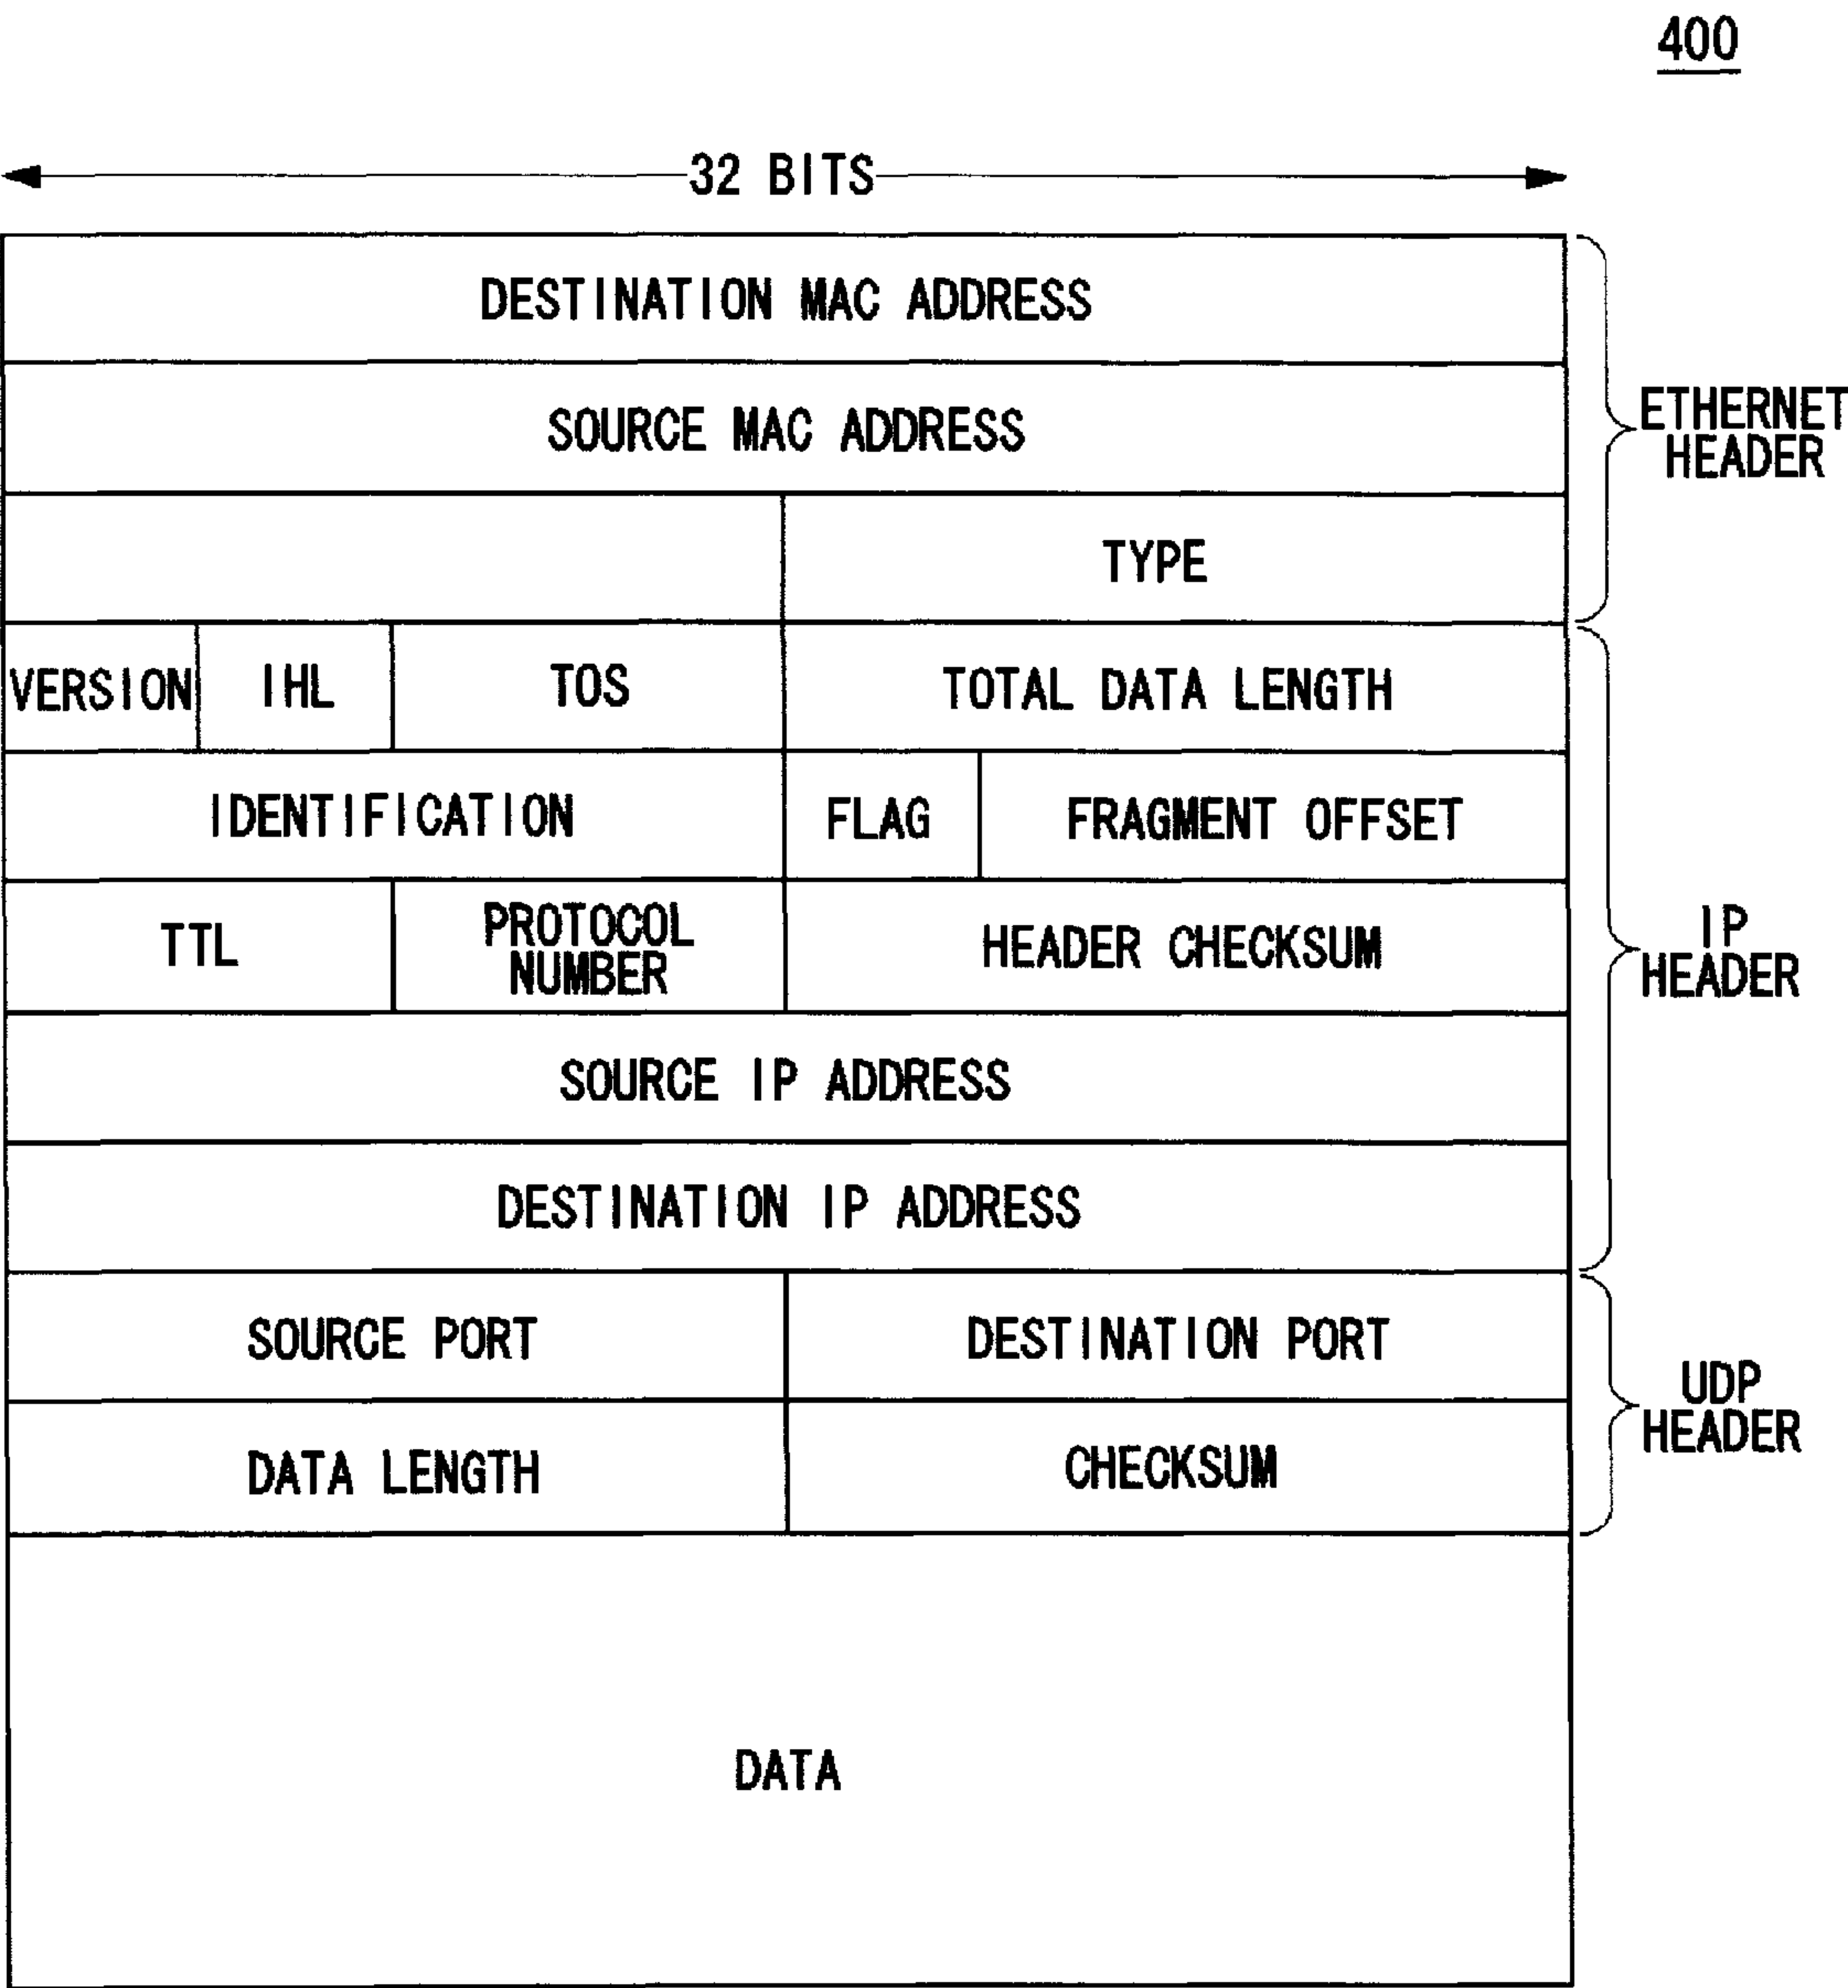 400
32 BITS
DESTINATION MAC ADDRESS
SOURCE MAC ADDRESS
ETHERNET
HEADER
TYPE
VERSION
IHL
TOS
TOTAL DATA LENGTH
IDENTIFICATION
FLAG
FRAGMENT OFFSET
TTL
PROTOCOL
NUMBER
HEADER CHECKSUM
IP
HEADER
SOURCE IP ADDRESS
DESTINATION IP ADDRESS
SOURCE PORT
DESTINATION PORT
UDP
HEADER
DATA LENGTH
CHECKSUM
DATA